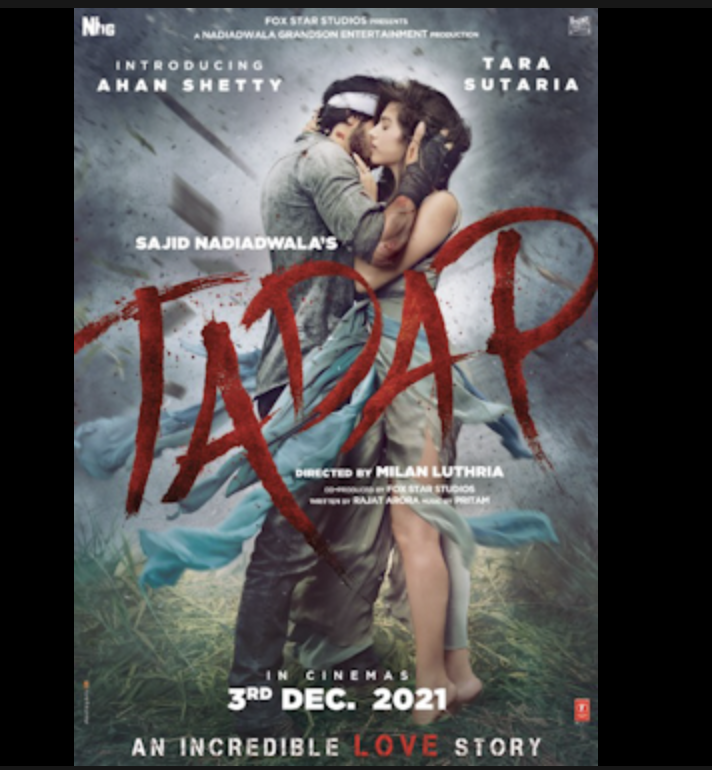 Nhg
FOX STAR STUDIOS PRESENTS
A NADIADWALA GRANDSON ENTERTAINMENT PRODUCTION
INTRODUCING
AHAN SHETTY
TARA
SUTARIA
SAJID NADIADWALA'S
TADAP
DIRECTED BY MILAN LUTHRIA
CO-PRODUCED BY FOX STAR STUDIOS
WRITTEN BY RAJAT ARORA MUSIC BY PRITAM
IN CINEMAS
3RD DEC. 2021
AN INCREDIBLE LOVE STORY